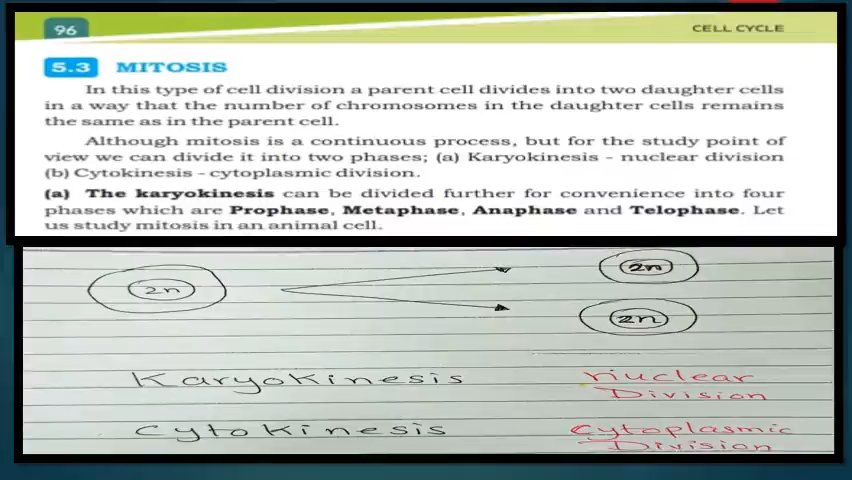 96
CELL CYCLE
5.3 MITOSIS
In this type of cell division a parent cell divides into two daughter cells
in a way that the number of chromosomes in the daughter cells remains
the same as in the parent cell.
Although mitosis is a continuous process, but for the study point of
view we can divide it into two phases; (a) Karyokinesis - nuclear division
(b) Cytokinesis - cytoplasmic division.
(a) The karyokinesis can be divided further for convenience into four
phases which are Prophase, Metaphase, Anaphase and Telophase. Let
us study mitosis in an animal cell.
2n
2n
2n
Karyokinesis
niuclear
Division
cytokinesis
cytoplasmic
Division